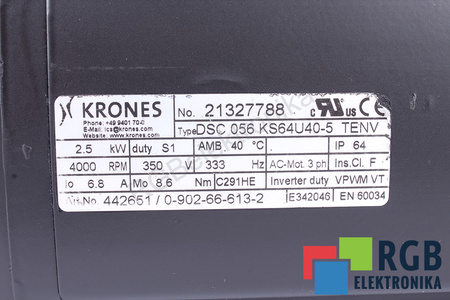 KRONES
Phone. +49 9401 70-0
E-Mail. lcs@krones.com
http://www.krones.com
No. 21327788
Type DSC 056 KS64U40-5 TENV
2.5 kW duty S1 AMB 40 °C IP 64
4000 RPM 350 V 333 Hz AC-Mot. 3 ph Ins.Cl. F
Io 6.8 A Mo 8.6 Nm C291HE Inverter duty VPWM VT
No 442651 / 0-902-66-613-2 E342046 EN 60034
RGB
ELEKTRONIKA